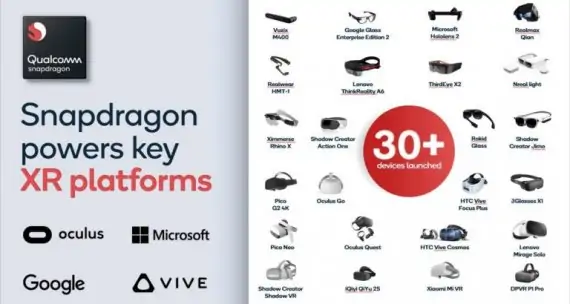 Qualcomm
snapdragon
Snapdragon
powers key
XR platforms
oculus
Microsoft
Google
VIVE
Vuzix
M400
Google Glass
Enterprise Edition 2
Microsoft
Hololens 2
Realmax
Qian
Realwear
HMT-1
Lenovo
ThinkReality A6
ThirdEye X2
Nreal light
Ximmerse
Rhino X
Shadow Creator
Action One
30+
devices launched
Rokid
Glass
Shadow
Creator Jimo
Pico
G2 4K
Oculus Go
HTC Vive
Focus Plus
3Glasses X1
Pico Neo
Oculus Quest
HTC Vive Cosmos
Lenovo
Mirage Solo
Shadow Creator
Shadow VR
iQiyi QiYu 2S
Xiaomi Mi VR
DPVR P1 Pro